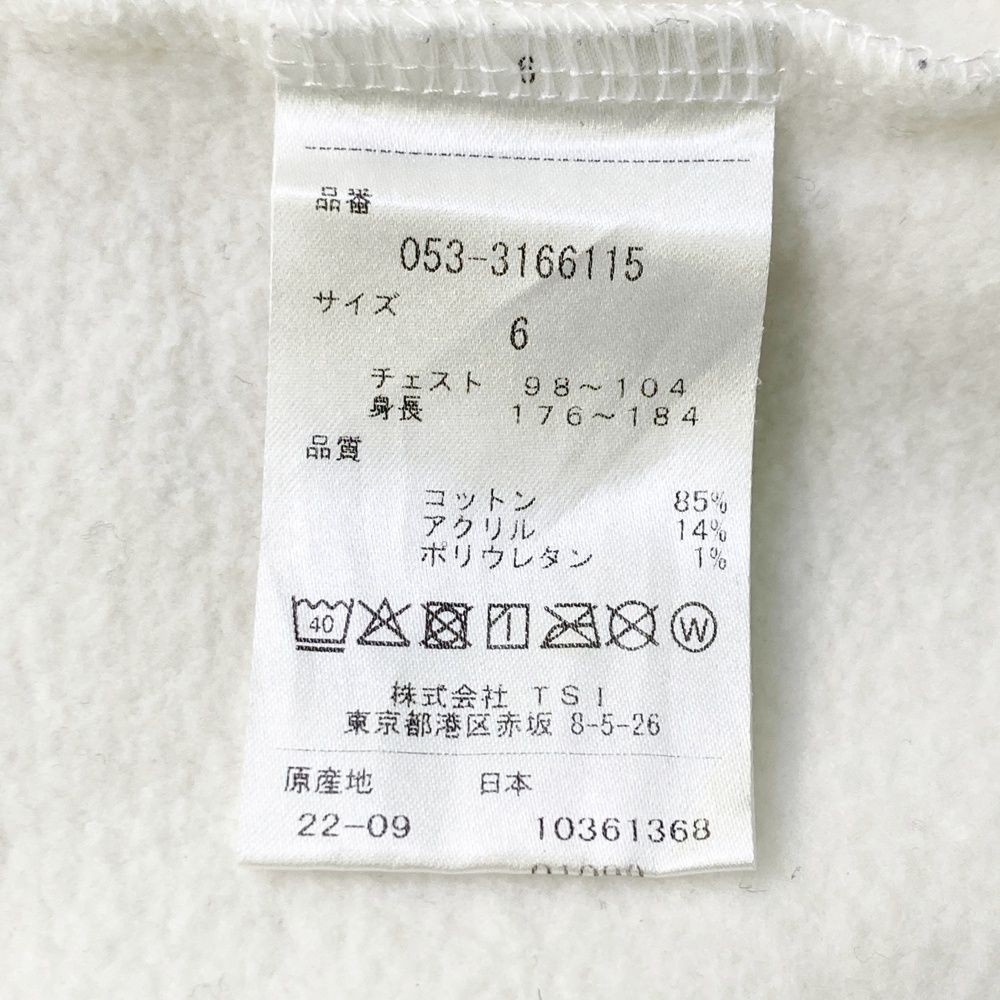 品番
053-3166115
サイズ
6
チェスト 98～104
身長 176～184
品質
コットン 85%
アクリル 14%
ポリウレタン 1%
40
W
株式会社 TSI
東京都港区赤坂 8-5-26
原産地 日本
22-09 10361368